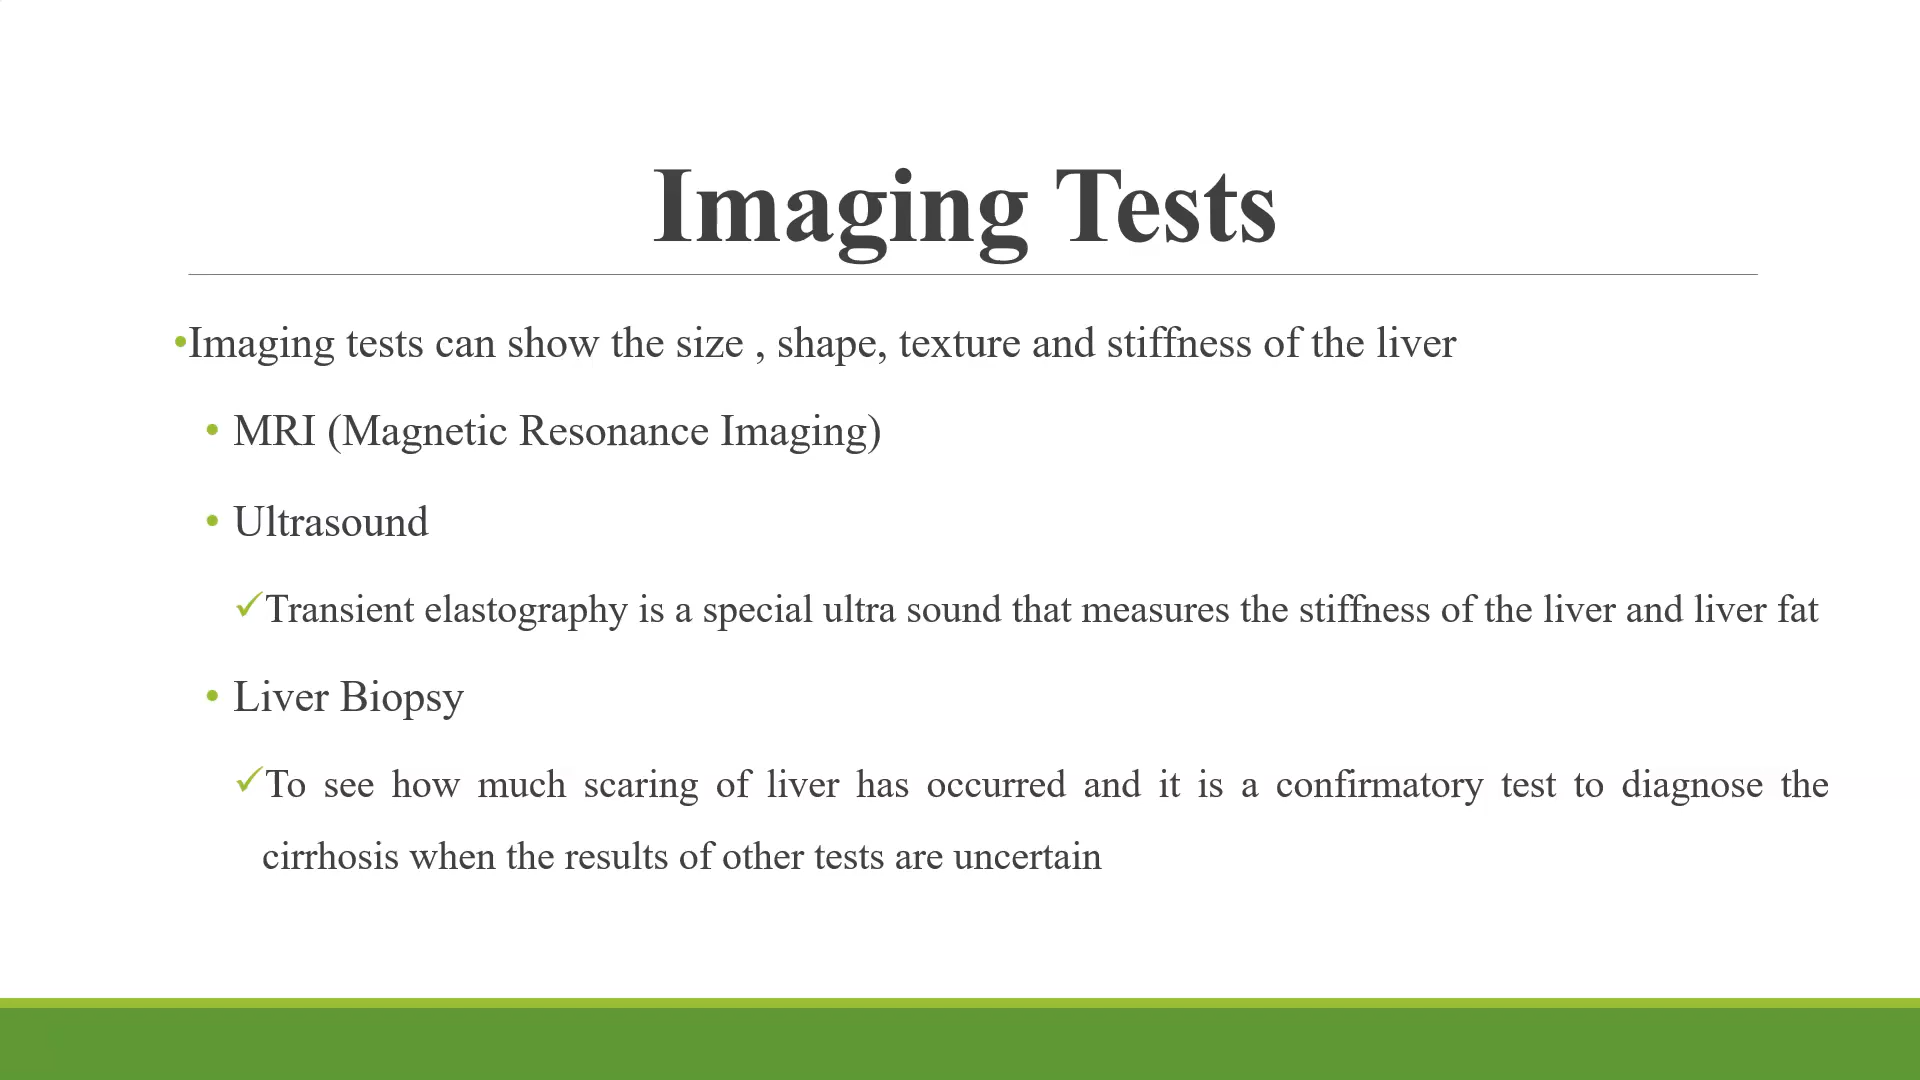 Imaging Tests
•Imaging tests can show the size , shape, texture and stiffness of the liver
• MRI (Magnetic Resonance Imaging)
• Ultrasound
✓Transient elastography is a special ultra sound that measures the stiffness of the liver and liver fat
• Liver Biopsy
✓To see how much scaring of liver has occurred and it is a confirmatory test to diagnose the
cirrhosis when the results of other tests are uncertain